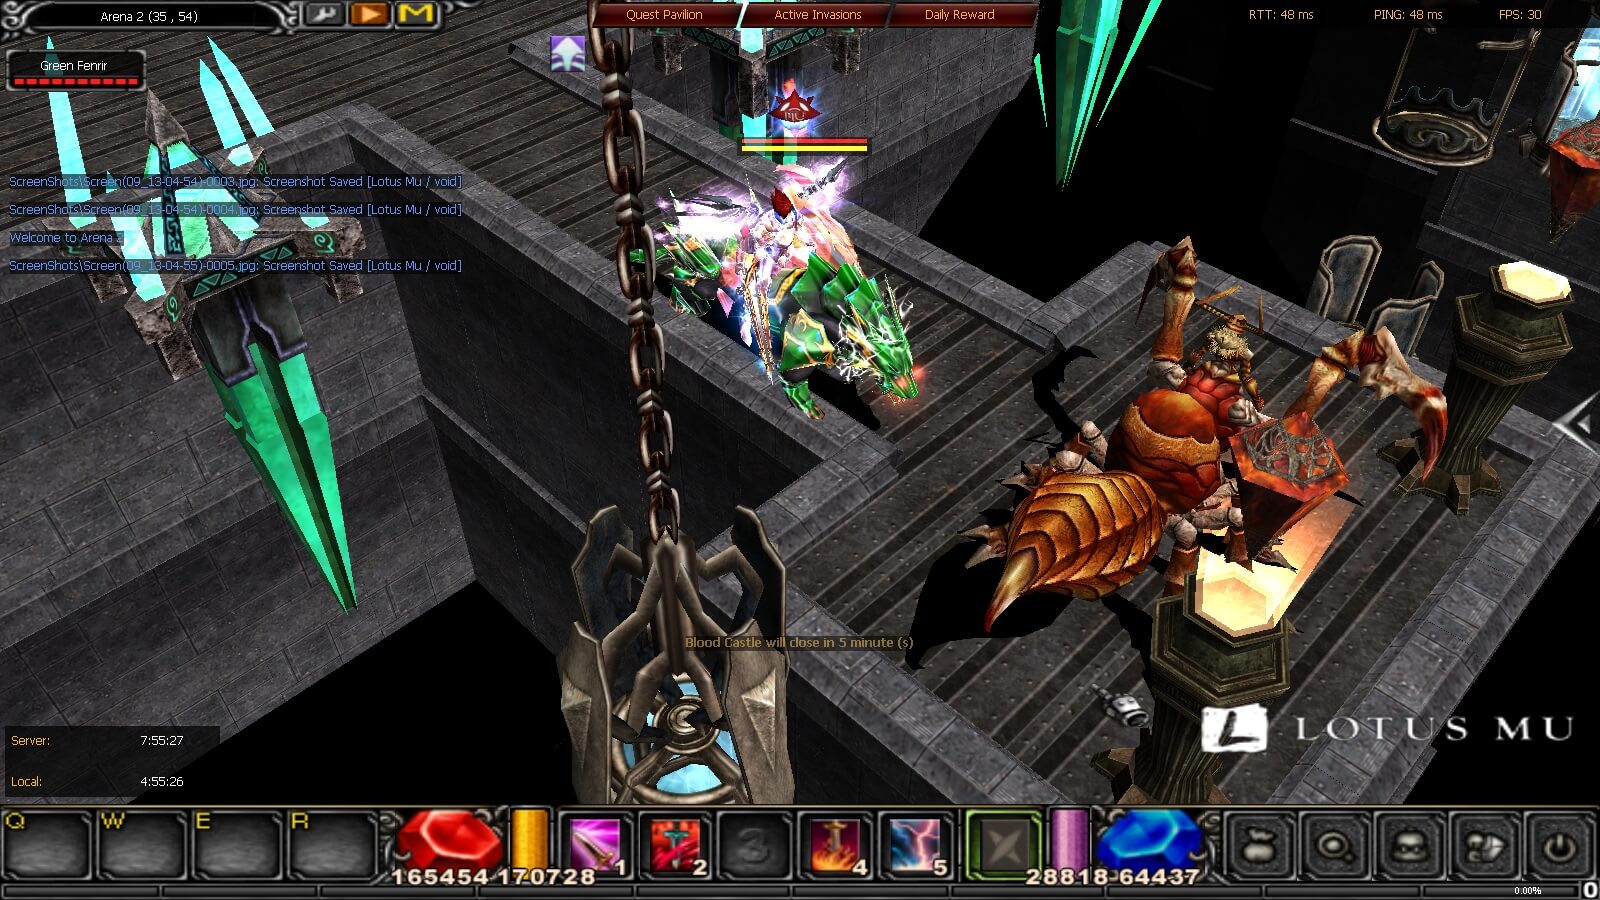 Arena 2 (35 , 54)
Quest Pavilion
Active Invasions
Daily Reward
RTT: 48 ms
PING: 48 ms
FPS: 30
Green Fenrir
MU
ScreenShots\Screen(09_13-04-54)-0003.jpg: Screenshot Saved [Lotus Mu / void]
ScreenShots\Screen(09_13-04-54)-0004.jpg: Screenshot Saved [Lotus Mu / void]
Welcome to Arena 2
ScreenShots\Screen(09_13-04-55)-0005.jpg: Screenshot Saved [Lotus Mu / void]
Blood Castle will close in 5 minute (s)
LOTUS MU
Server: 7:55:27
Local: 4:55:26
Q W E R
1 2 3 4 5
165454 170728 28818 64437
0.00% 0